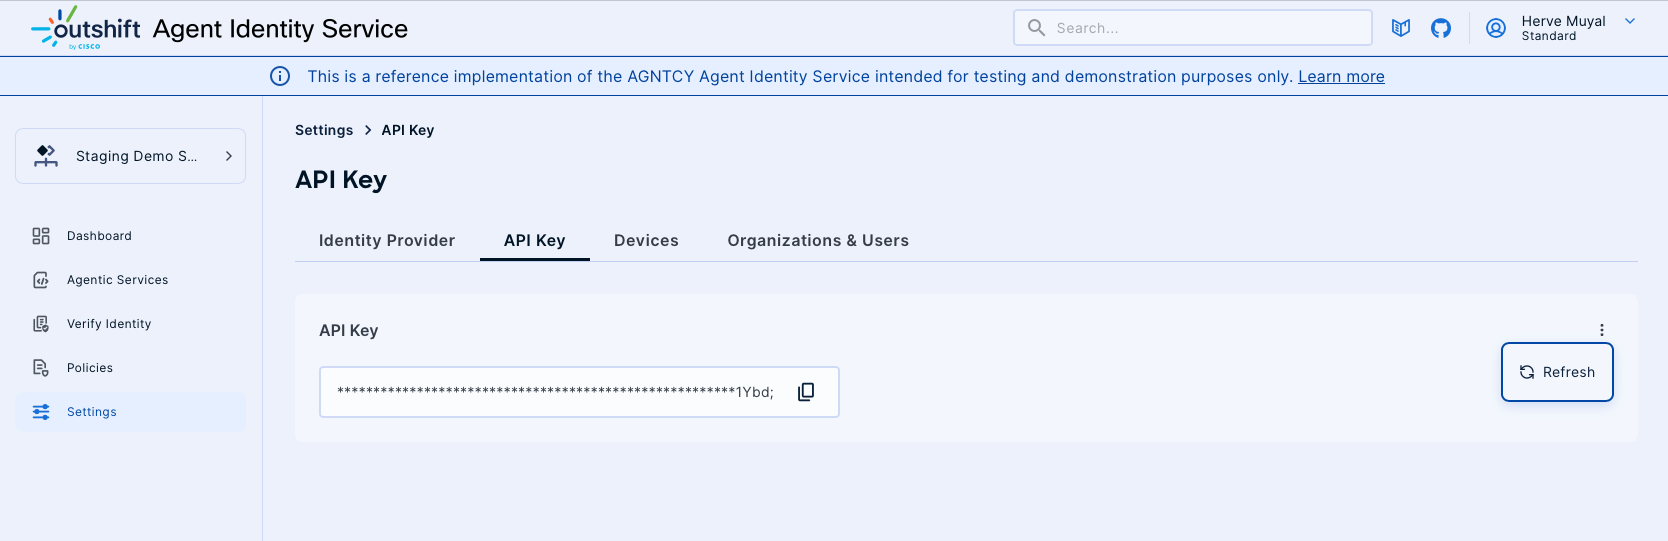 outshift
by CISCO
Agent Identity Service
Search...
Herve Muyal
Standard
This is a reference implementation of the AGNTCY Agent Identity Service intended for testing and demonstration purposes only. Learn more
Staging Demo S...
Dashboard
Agentic Services
Verify Identity
Policies
Settings
Settings > API Key
API Key
Identity Provider API Key Devices Organizations & Users
API Key
*******************************************************1Ybd;
Refresh